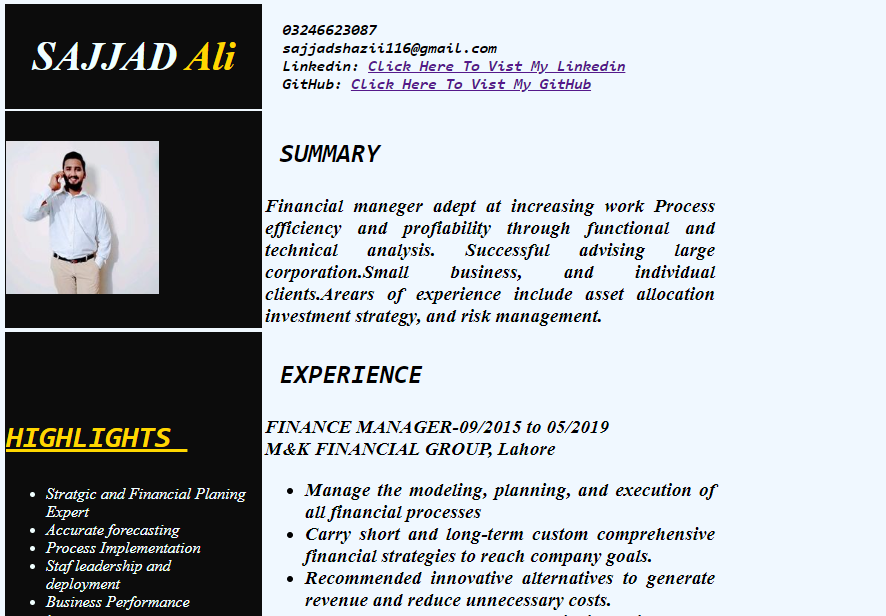 SAJJAD Ali
03246623087
sajjadshazii116@gmail.com
Linkedin: Click Here To Vist My Linkedin
GitHub: Click Here To Vist My GitHub
SUMMARY
Financial maneger adept at increasing work Process
efficiency and profiability through functional and
technical analysis. Successful advising large
corporation.Small business, and individual
clients.Arears of experience include asset allocation
investment strategy, and risk management.
EXPERIENCE
FINANCE MANAGER-09/2015 to 05/2019
M&K FINANCIAL GROUP, Lahore
Manage the modeling, planning, and execution of
all financial processes
Carry short and long-term custom comprehensive
financial strategies to reach company goals.
Recommended innovative alternatives to generate
revenue and reduce unnecessary costs.
HIGHLIGHTS
Stratgic and Financial Planing
Expert
Accurate forecasting
Process Implementation
Staf leadership and
deployment
Business Performance